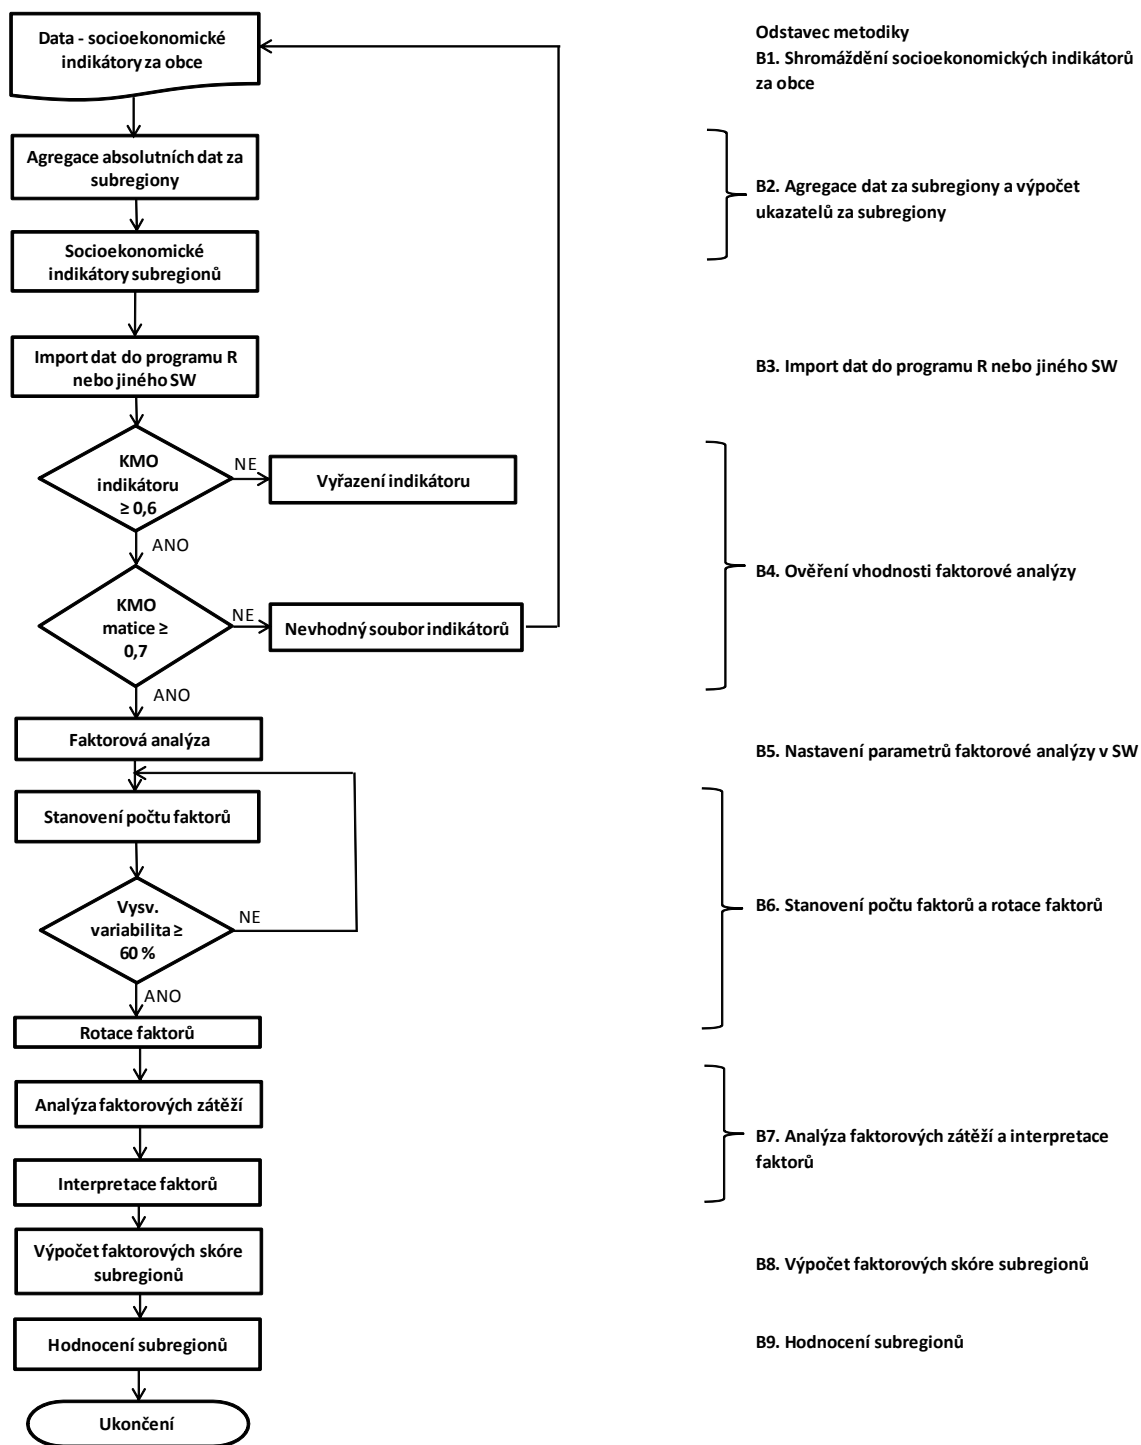 Data - socioekonomické
indikátory za obce
Odstavec metodiky
B1. Shromáždění socioekonomických indikátorů
za obce
Agregace absolutních dat za
subregiony
B2. Agregace dat za subregiony a výpočet
ukazatelů za subregiony
Socioekonomické
indikátory subregionů
Import dat do programu R
nebo jiného SW
B3. Import dat do programu R nebo jiného SW
KMO
indikátoru
≥ 0,6
NE
Vyřazení indikátoru
ANO
B4. Ověření vhodnosti faktorové analýzy
KMO
matice ≥
0,7
NE
Nevhodný soubor indikátorů
ANO
Faktorová analýza
B5. Nastavení parametrů faktorové analýzy v SW
Stanovení počtu faktorů
B6. Stanovení počtu faktorů a rotace faktorů
Vysv.
variabilita ≥
60 %
NE
ANO
Rotace faktorů
Analýza faktorových zátěží
B7. Analýza faktorových zátěží a interpretace
faktorů
Interpretace faktorů
Výpočet faktorových skóre
subregionů
B8. Výpočet faktorových skóre subregionů
Hodnocení subregionů
B9. Hodnocení subregionů
Ukončení